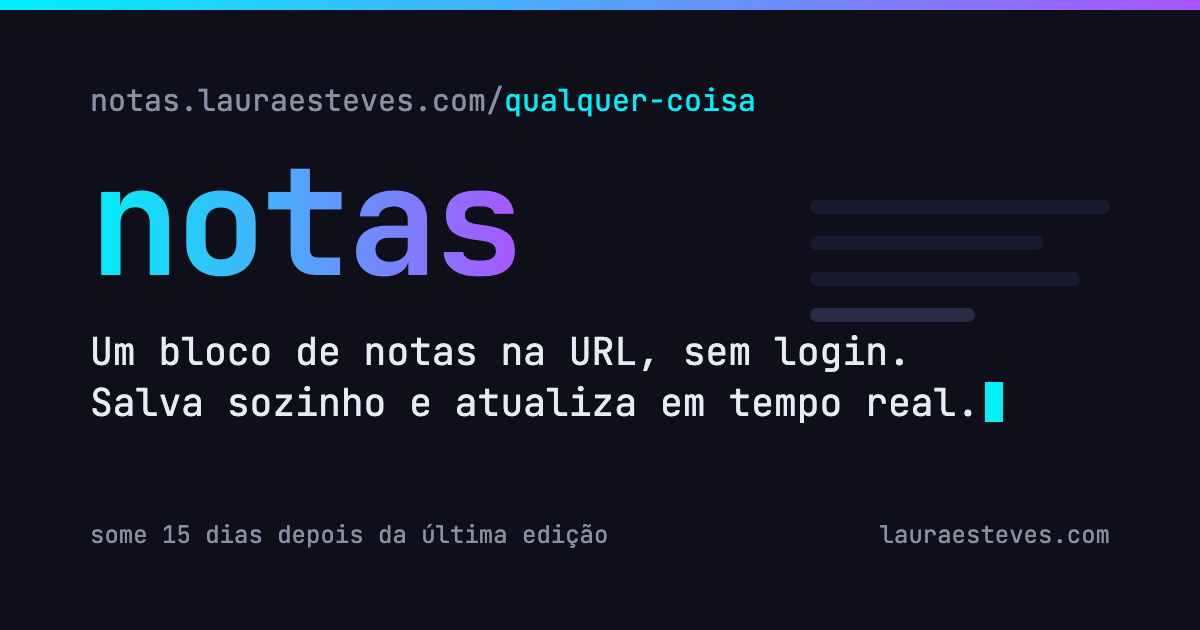 notas.lauraesteves.com/qualquer-coisa
notas
Um bloco de notas na URL, sem login.
Salva sozinho e atualiza em tempo real.
some 15 dias depois da última edição
lauraesteves.com